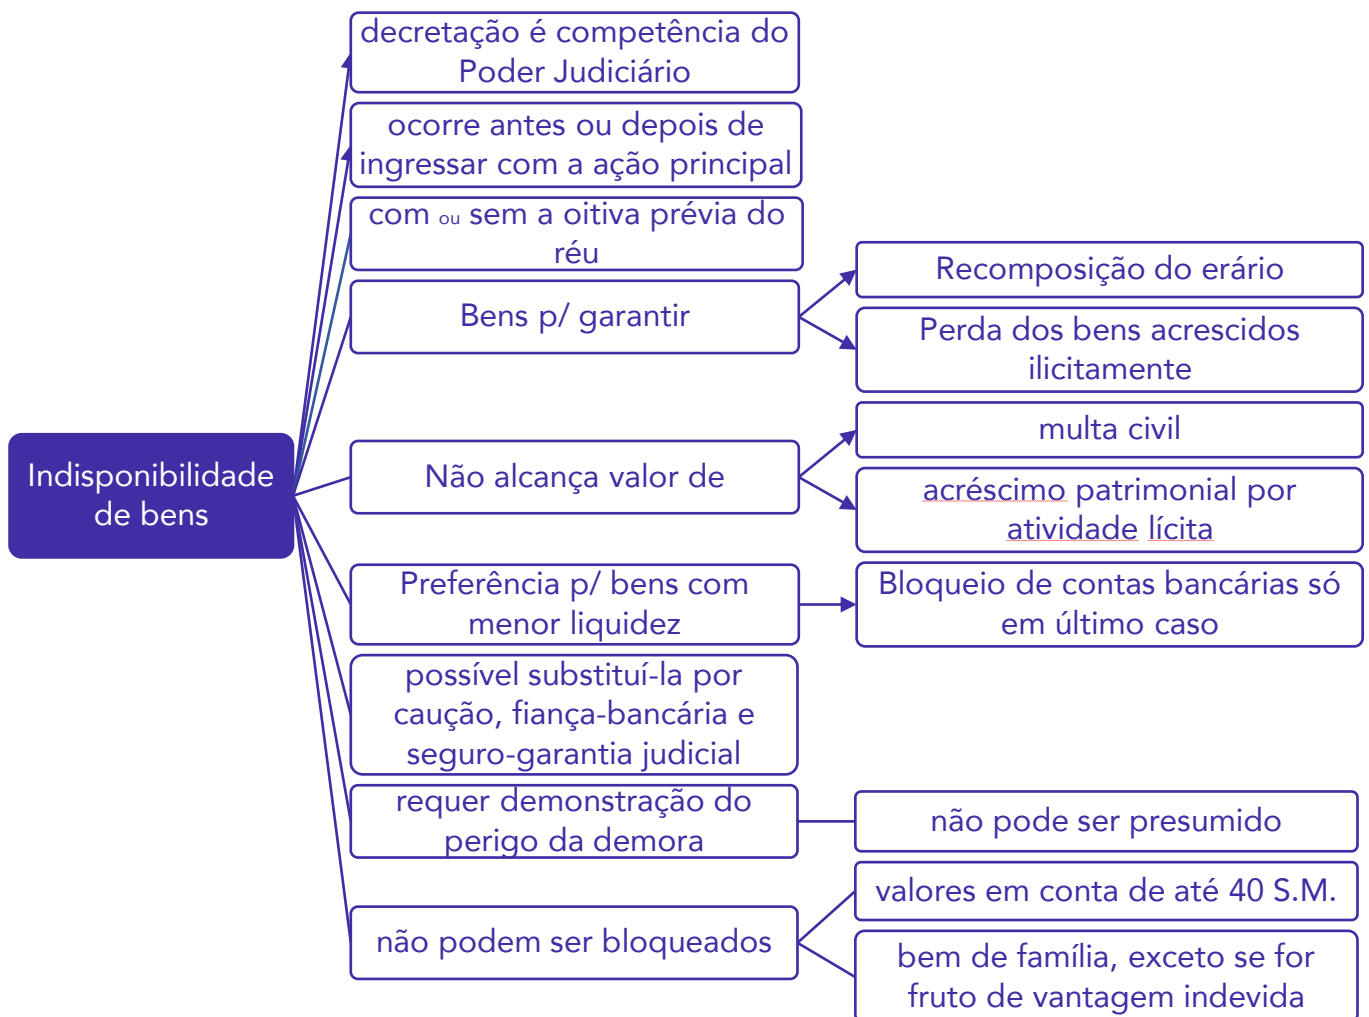 decretação é competência do
Poder Judiciário
ocorre antes ou depois de
ingressar com a ação principal
com ou sem a oitiva prévia do
réu
Bens p/ garantir
Recomposição do erário
Perda dos bens acrescidos
ilicitamente
Indisponibilidade
de bens
Não alcança valor de
multa civil
acréscimo patrimonial por
atividade lícita
Preferência p/ bens com
menor liquidez
Bloqueio de contas bancárias só
em último caso
possível substituí-la por
caução, fiança-bancária e
seguro-garantia judicial
requer demonstração do
perigo da demora
não pode ser presumido
não podem ser bloqueados
valores em conta de até 40 S.M.
bem de família, exceto se for
fruto de vantagem indevida